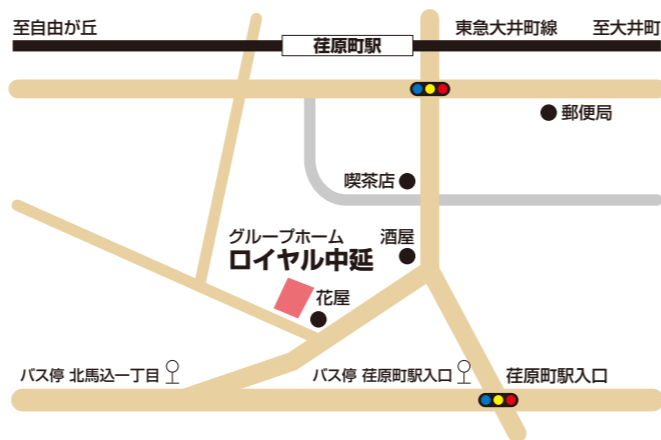 至自由が丘
荏原町駅
東急大井町線
至大井町
郵便局
喫茶店
グループホーム
酒屋
ロイヤル中延
花屋
バス停 北馬込一丁目
バス停 荏原町駅入口
荏原町駅入口